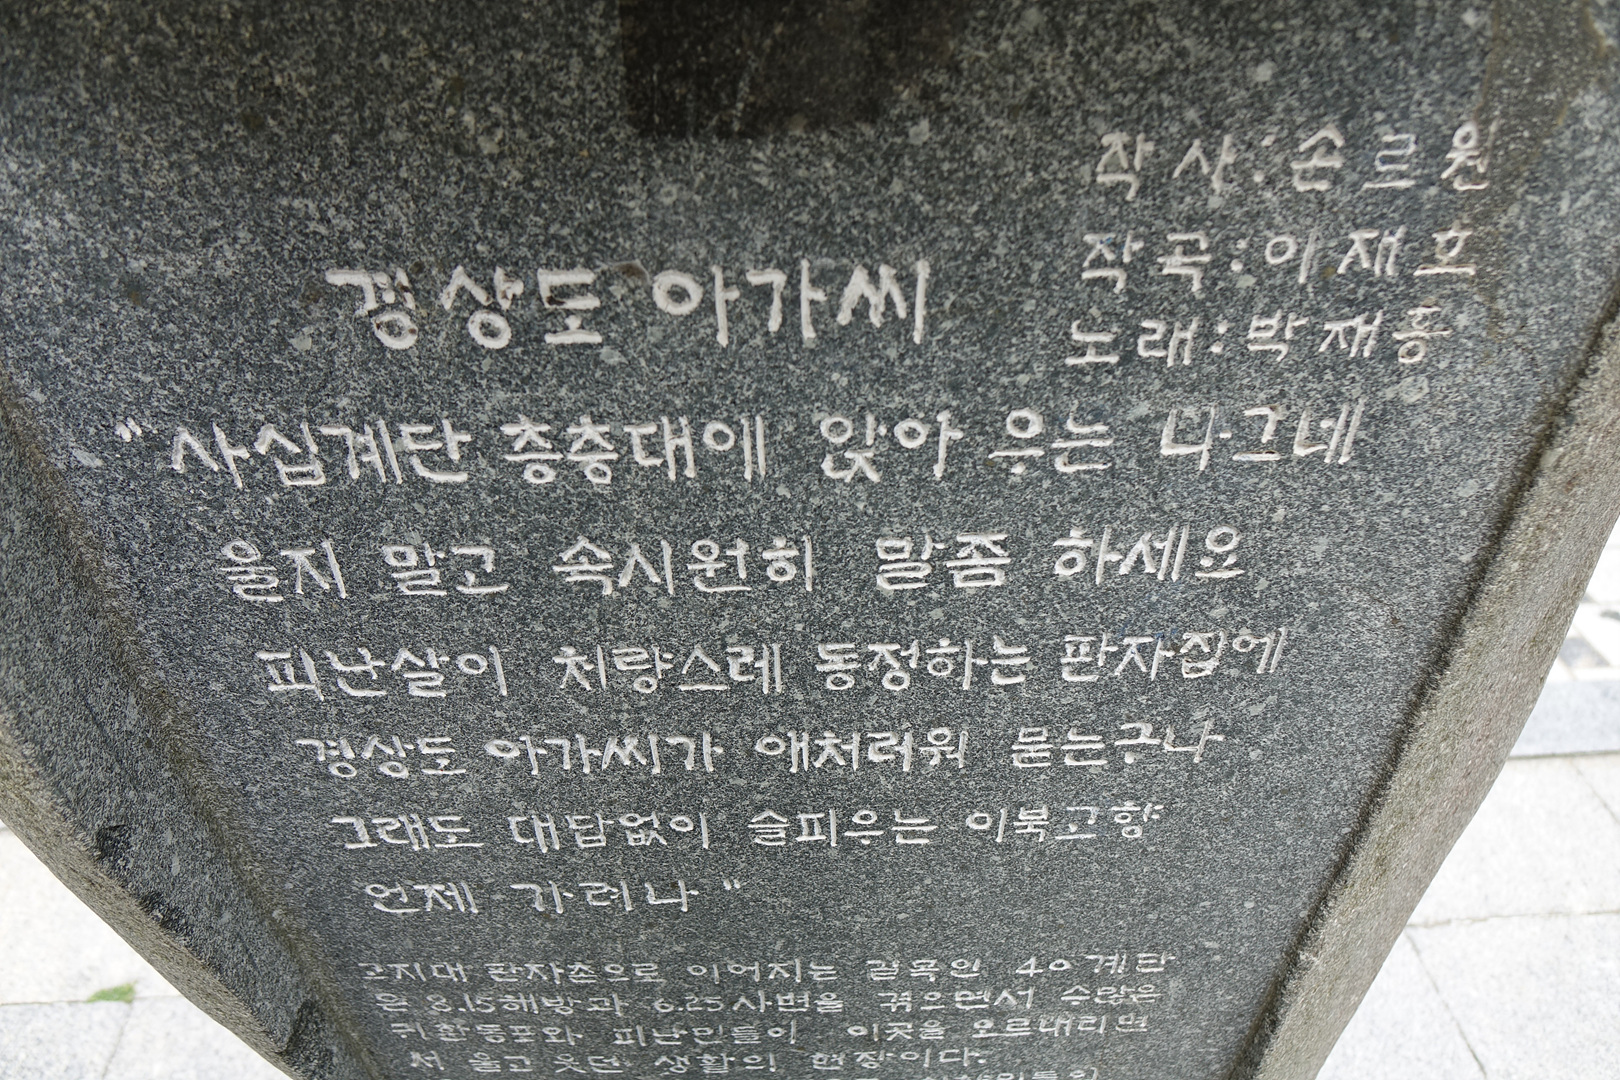 작사:손르원
작곡:이재호
경상도 아가씨
노래:박재홍
"사십계단 층층대에 앉아 우는 나그네
울지 말고 속시원히 말좀 하세요
피난살이 처량스레 동정하는 판자집에
경상도 아가씨가 애처러워 묻는구나
그래도 대답없이 슬피우는 이북고향
언제 가려나"
고지대 판자촌으로 이어지는 길목인 40계단
은 8.15해방과 6.25사변을 겪으면서 수많은
귀환동포와 피난민들이 이곳을 오르내리며
서 울고 웃던 생활의 현장이다.